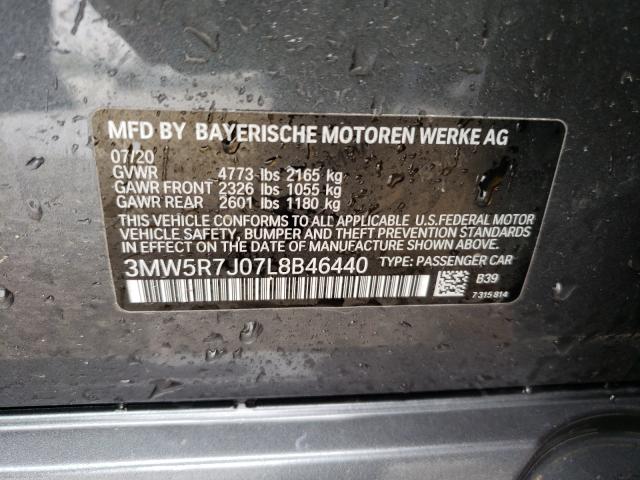 MFD BY BAYERISCHE MOTOREN WERKE AG
07/20
GVWR 4773 lbs 2165 kg
GAWR FRONT 2326 lbs 1055 kg
GAWR REAR 2601 lbs 1180 kg
THIS VEHICLE CONFORMS TO ALL APPLICABLE U.S.FEDERAL MOTOR
VEHICLE SAFETY, BUMPER AND THEFT PREVENTION STANDARDS
IN EFFECT ON THE DATE OF MANUFACTURE SHOWN ABOVE.
3MW5R7J07L8B46440 TYPE: PASSENGER CAR
B39
7315814